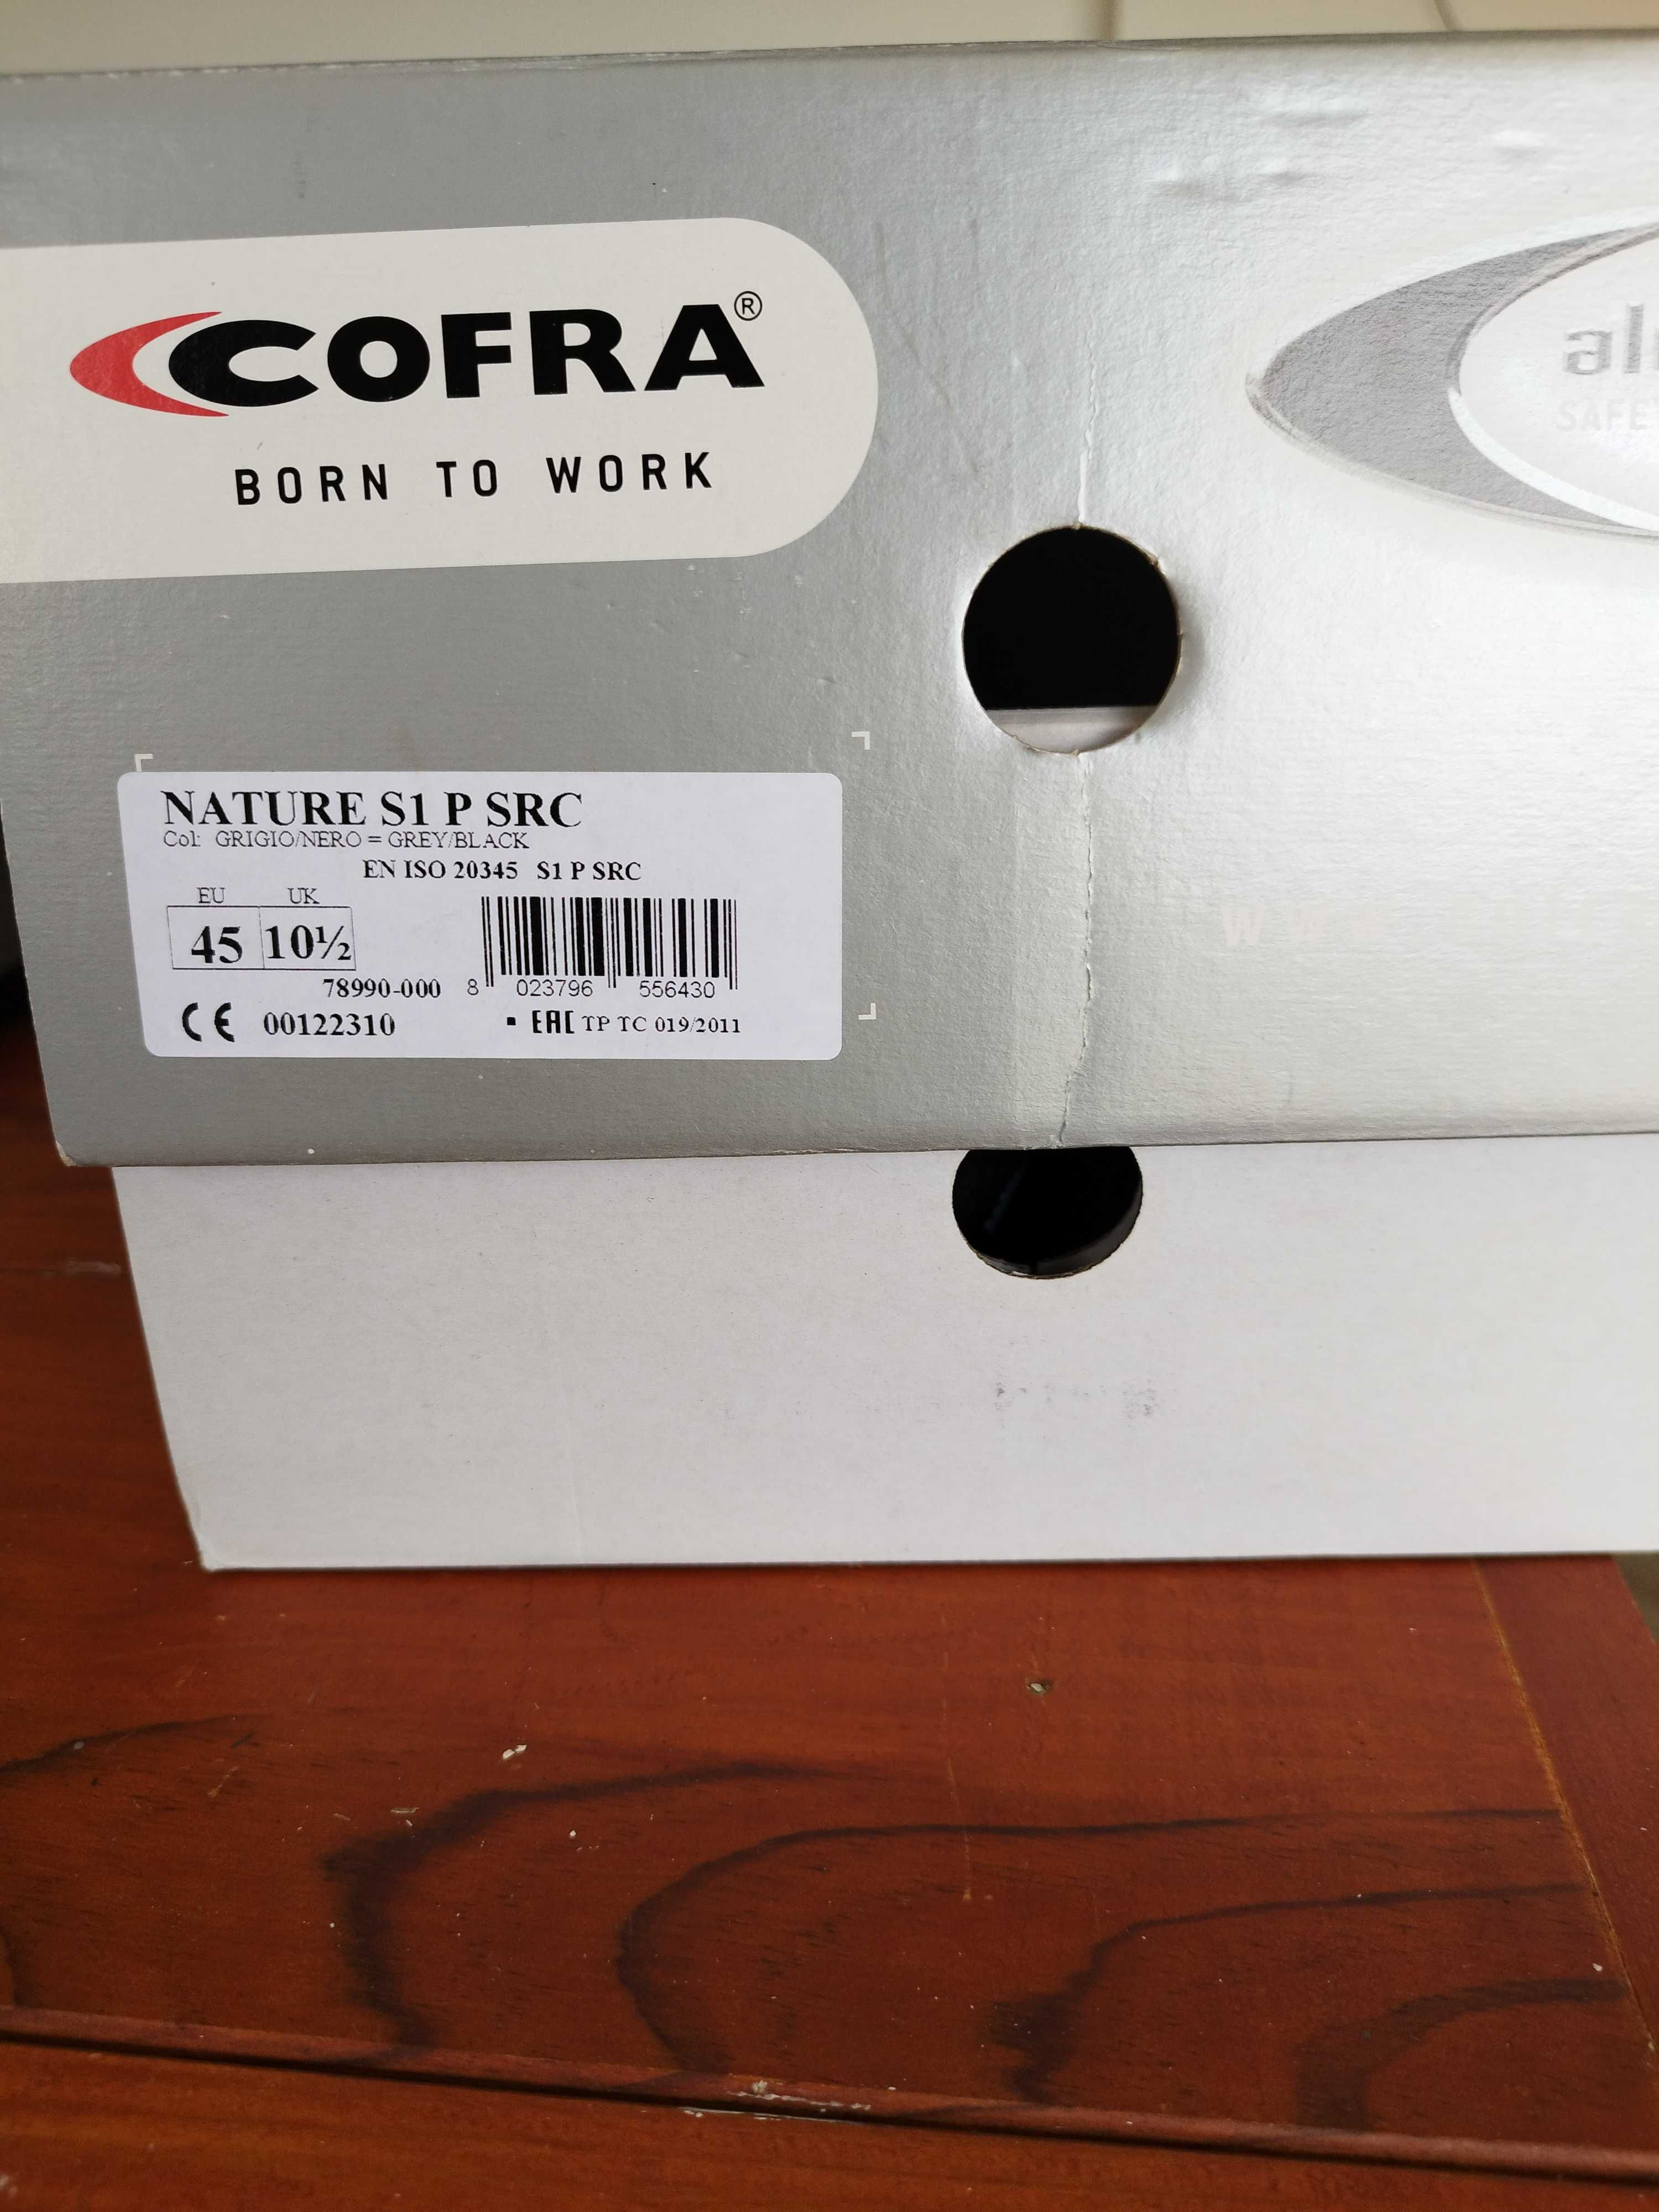 COFRA®
BORN TO WORK
NATURE S1 P SRC
Col: GRIGIO/NERO = GREY/BLACK
EN ISO 20345 S1 P SRC
EU UK
45 10½
78990-000
8 023796 556430
CE 00122310
EAC TP TC 019/2011